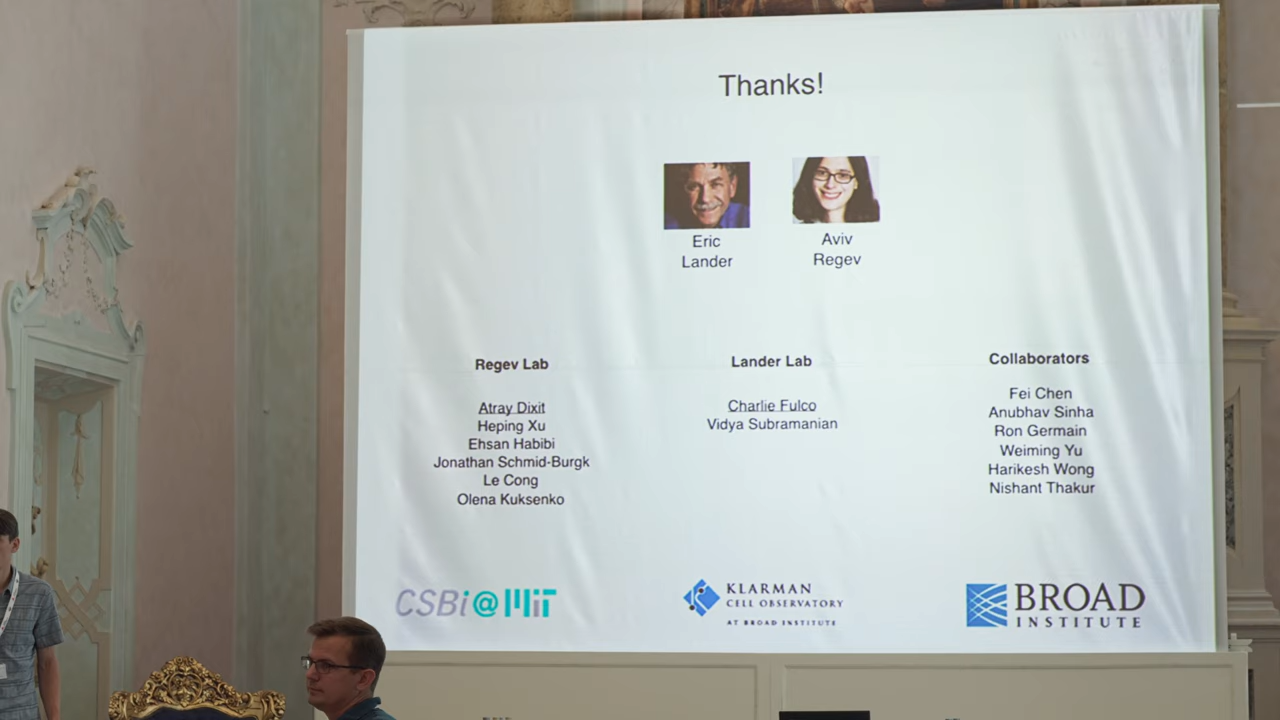 Thanks!
Eric
Lander
Aviv
Regev
Regev Lab
Atray Dixit
Heping Xu
Ehsan Habibi
Jonathan Schmid-Burgk
Le Cong
Olena Kuksenko
Lander Lab
Charlie Fulco
Vidya Subramanian
Collaborators
Fei Chen
Anubhav Sinha
Ron Germain
Weiming Yu
Harikesh Wong
Nishant Thakur
CSBi@MIT
KLARMAN
CELL OBSERVATORY
AT BROAD INSTITUTE
BROAD
INSTITUTE